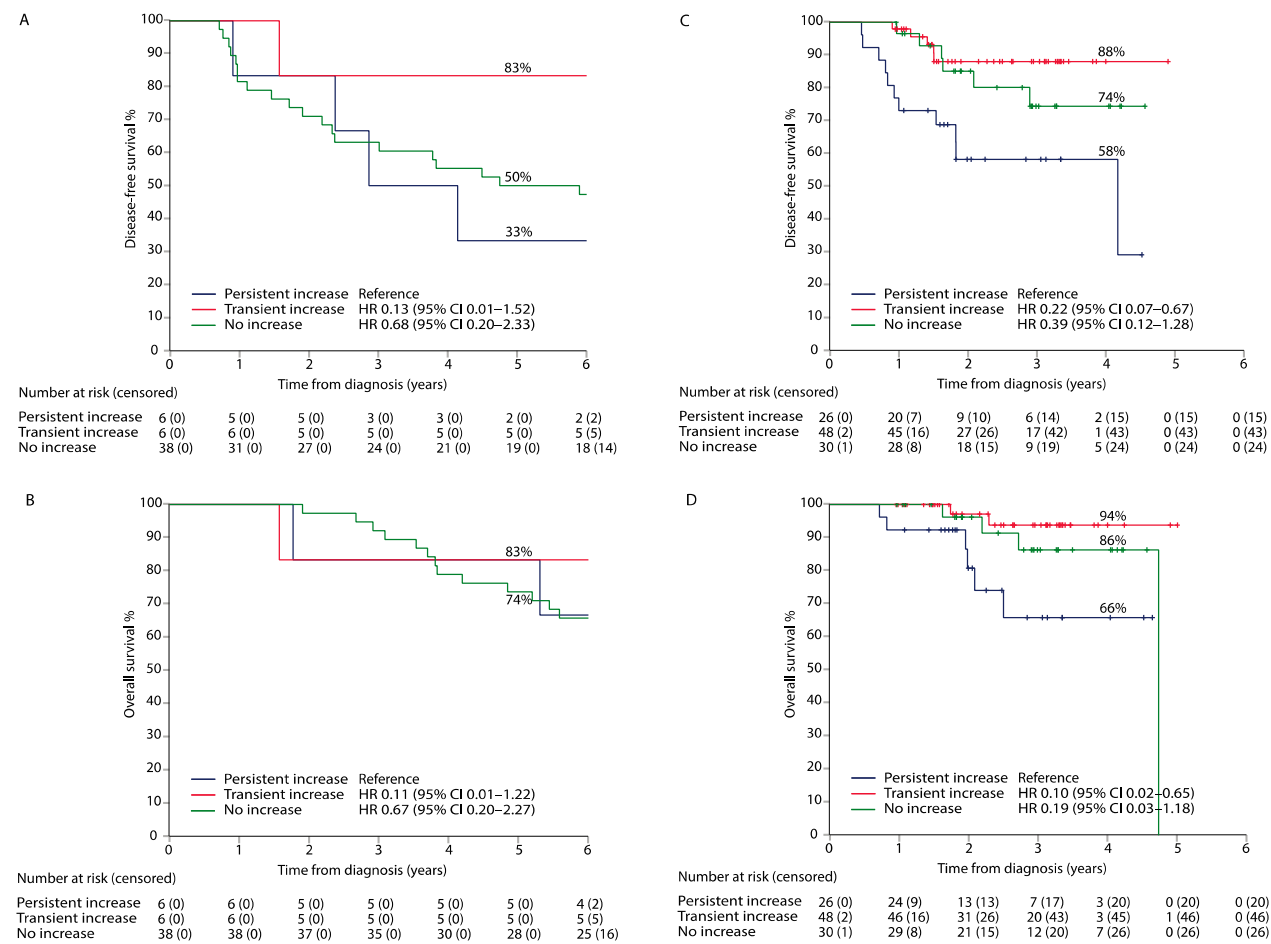 A
Disease-free survival %
100
90
80
70
60
50
40
30
20
10
0
83%
50%
33%
Persistent increase Reference
Transient increase HR 0.13 (95% CI 0.01–1.52)
No increase HR 0.68 (95% CI 0.20–2.33)
0 1 2 3 4 5 6
Time from diagnosis (years)
Number at risk (censored)
Persistent increase 6 (0) 5 (0) 5 (0) 3 (0) 3 (0) 2 (0) 2 (2)
Transient increase 6 (0) 6 (0) 5 (0) 5 (0) 5 (0) 5 (0) 5 (5)
No increase 38 (0) 31 (0) 27 (0) 24 (0) 21 (0) 19 (0) 18 (14)
C
Disease-free survival %
100
90
80
70
60
50
40
30
20
10
0
88%
74%
58%
Persistent increase Reference
Transient increase HR 0.22 (95% CI 0.07–0.67)
No increase HR 0.39 (95% CI 0.12–1.28)
0 1 2 3 4 5 6
Time from diagnosis (years)
Number at risk (censored)
Persistent increase 26 (0) 20 (7) 9 (10) 6 (14) 2 (15) 0 (15) 0 (15)
Transient increase 48 (2) 45 (16) 27 (26) 17 (42) 1 (43) 0 (43) 0 (43)
No increase 30 (1) 28 (8) 18 (15) 9 (19) 5 (24) 0 (24) 0 (24)
B
Overall survival %
100
90
80
70
60
50
40
30
20
10
0
83%
74%
Persistent increase Reference
Transient increase HR 0.11 (95% CI 0.01–1.22)
No increase HR 0.67 (95% CI 0.20–2.27)
0 1 2 3 4 5 6
Time from diagnosis (years)
Number at risk (censored)
Persistent increase 6 (0) 6 (0) 5 (0) 5 (0) 5 (0) 5 (0) 4 (2)
Transient increase 6 (0) 6 (0) 5 (0) 5 (0) 5 (0) 5 (0) 5 (5)
No increase 38 (0) 38 (0) 37 (0) 35 (0) 30 (0) 28 (0) 25 (16)
D
Overall survival %
100
90
80
70
60
50
40
30
20
10
0
94%
86%
66%
Persistent increase Reference
Transient increase HR 0.10 (95% CI 0.02–0.65)
No increase HR 0.19 (95% CI 0.03–1.18)
0 1 2 3 4 5 6
Time from diagnosis (years)
Number at risk (censored)
Persistent increase 26 (0) 24 (9) 13 (13) 7 (17) 3 (20) 0 (20) 0 (20)
Transient increase 48 (2) 46 (16) 31 (26) 20 (43) 3 (45) 1 (46) 0 (46)
No increase 30 (1) 29 (8) 21 (15) 12 (20) 7 (26) 0 (26) 0 (26)